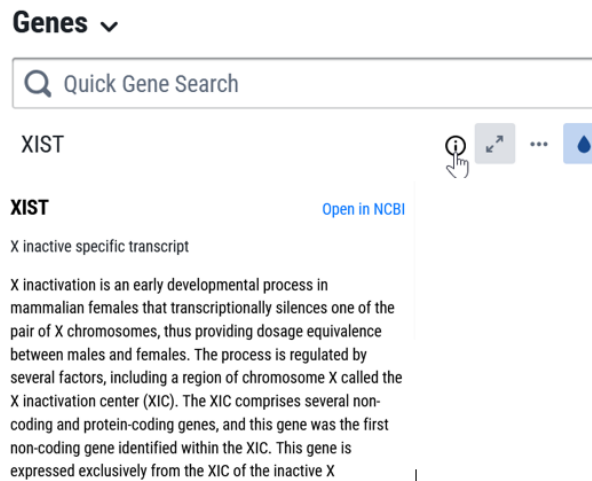 Genes
Quick Gene Search
XIST
XIST
Open in NCBI
X inactive specific transcript
X inactivation is an early developmental process in
mammalian females that transcriptionally silences one of the
pair of X chromosomes, thus providing dosage equivalence
between males and females. The process is regulated by
several factors, including a region of chromosome X called the
X inactivation center (XIC). The XIC comprises several non-
coding and protein-coding genes, and this gene was the first
non-coding gene identified within the XIC. This gene is
expressed exclusively from the XIC of the inactive X